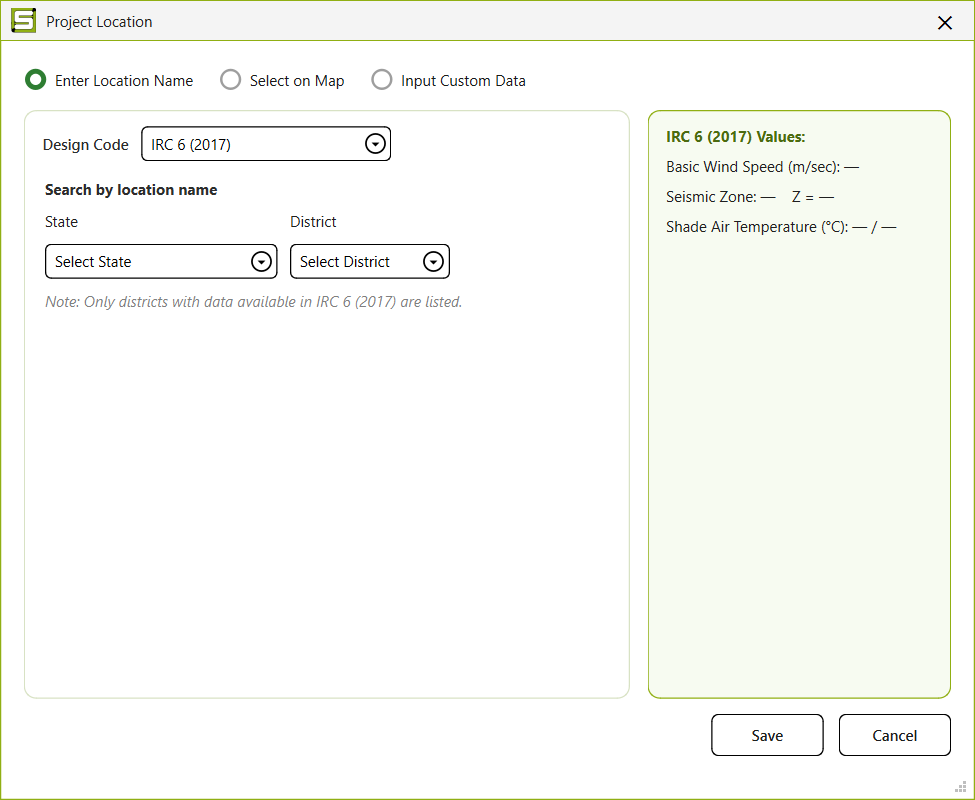 Project Location
Enter Location Name Select on Map Input Custom Data
Design Code IRC 6 (2017)
Search by location name
State District
Select State Select District
Note: Only districts with data available in IRC 6 (2017) are listed.
IRC 6 (2017) Values:
Basic Wind Speed (m/sec): —
Seismic Zone: — Z = —
Shade Air Temperature (°C): — / —
Save Cancel